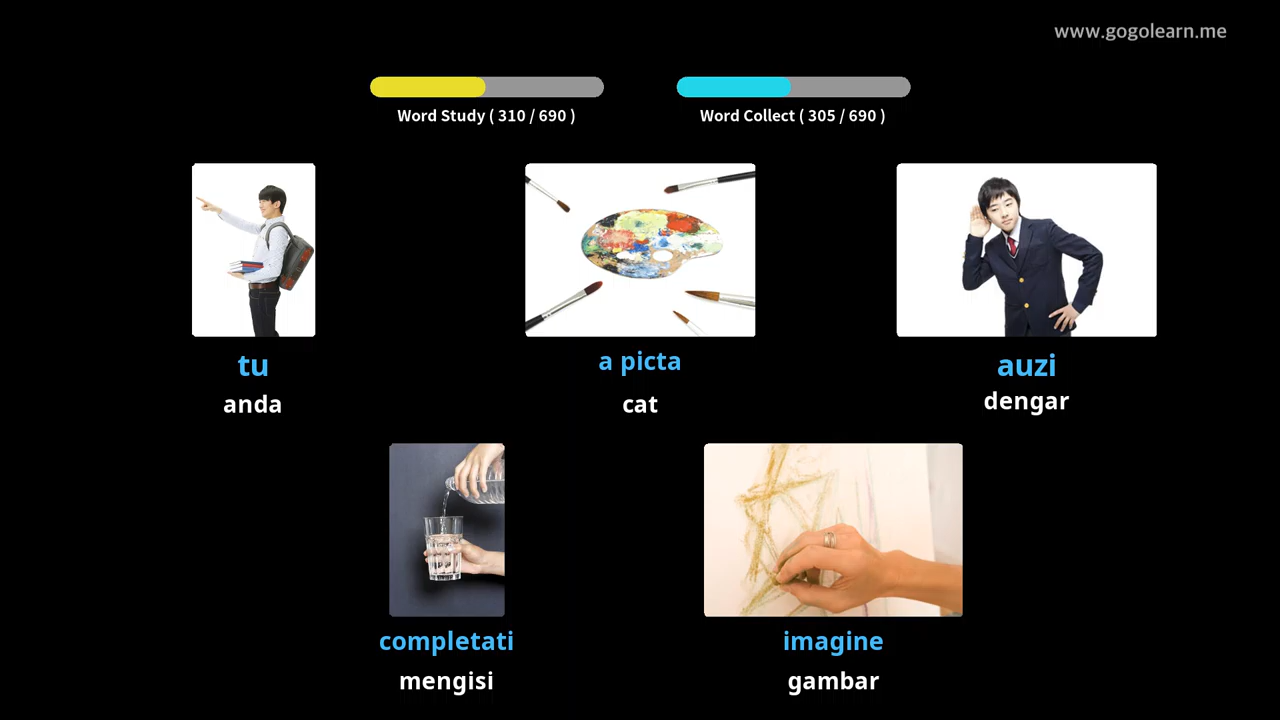 www.gogolearn.me
Word Study ( 310 / 690 )
Word Collect ( 305 / 690 )
tu
anda
a picta
cat
auzi
dengar
completati
mengisi
imagine
gambar